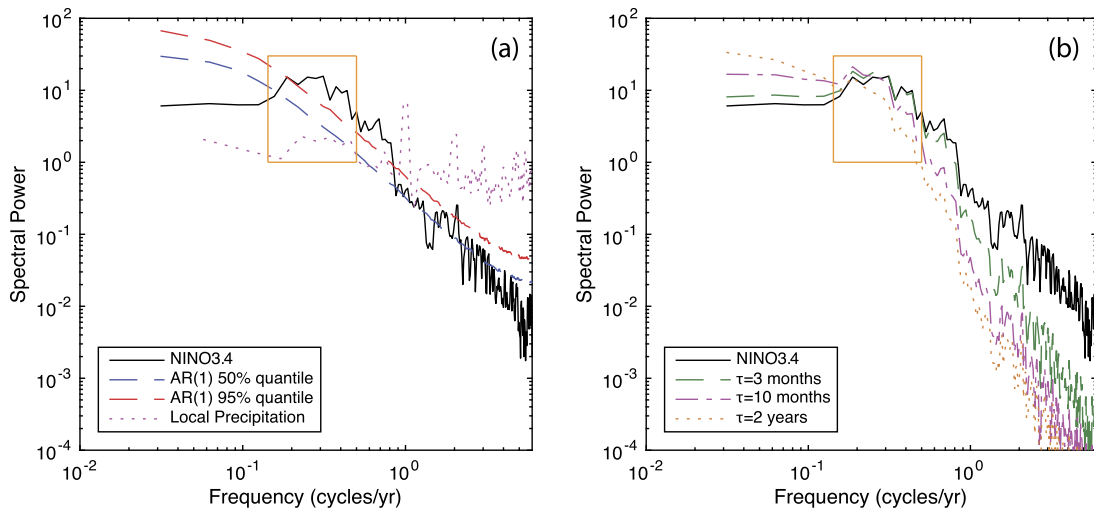 (a)
10^2
10^1
10^0
10^-1
10^-2
10^-3
10^-4
Spectral Power
NINO3.4
AR(1) 50% quantile
AR(1) 95% quantile
Local Precipitation
10^-2
10^-1
10^0
Frequency (cycles/yr)
(b)
10^2
10^1
10^0
10^-1
10^-2
10^-3
10^-4
Spectral Power
NINO3.4
τ=3 months
τ=10 months
τ=2 years
10^-2
10^-1
10^0
Frequency (cycles/yr)